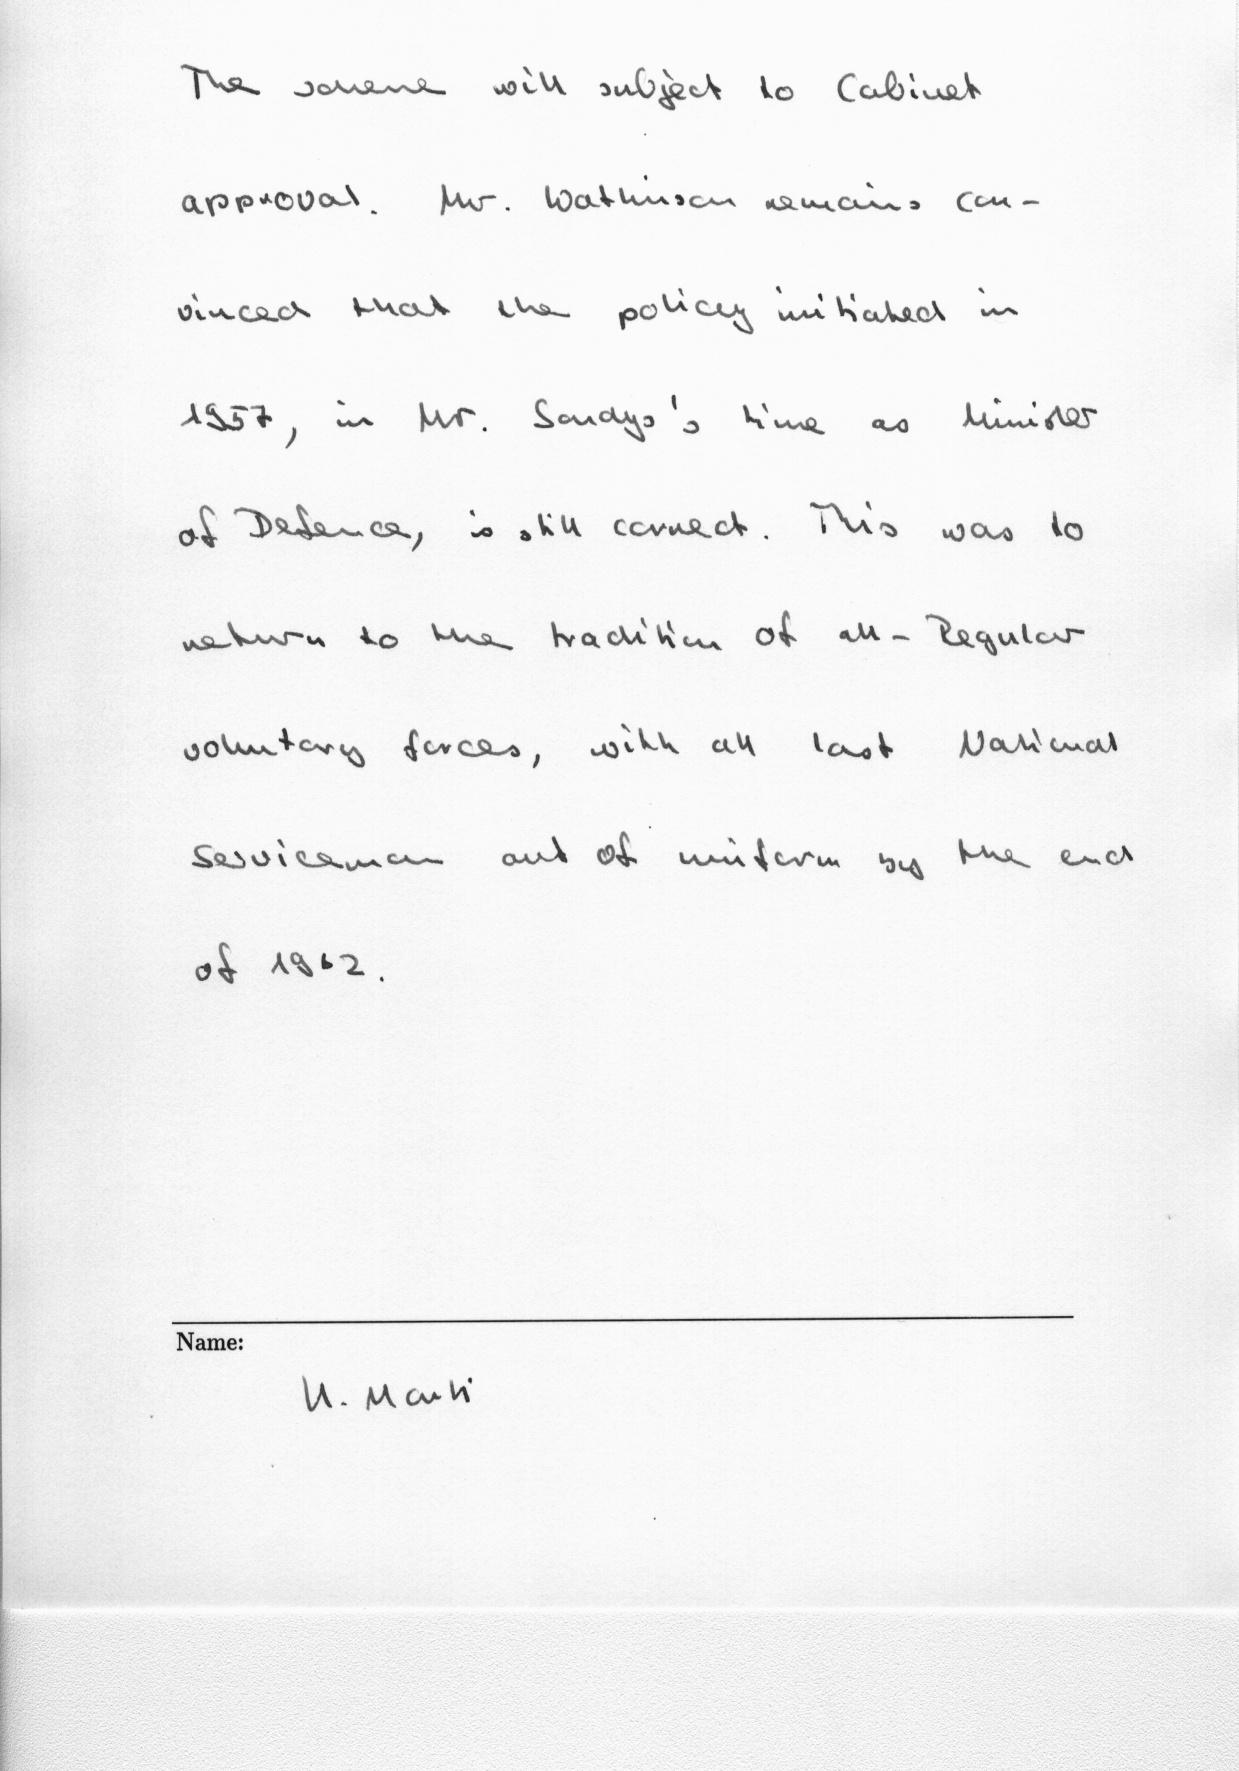 The scheme will subject to Cabinet
approval. Mr. Watkinson remains con-
vinced that the policy initiated in
1957, in Mr. Sandys's time as Minister
of Defence, is still correct. This was to
return to the tradition of all-Regular
voluntary forces, with all last National
Serviceman out of uniform by the end
of 1962.
Name:
U. Marti